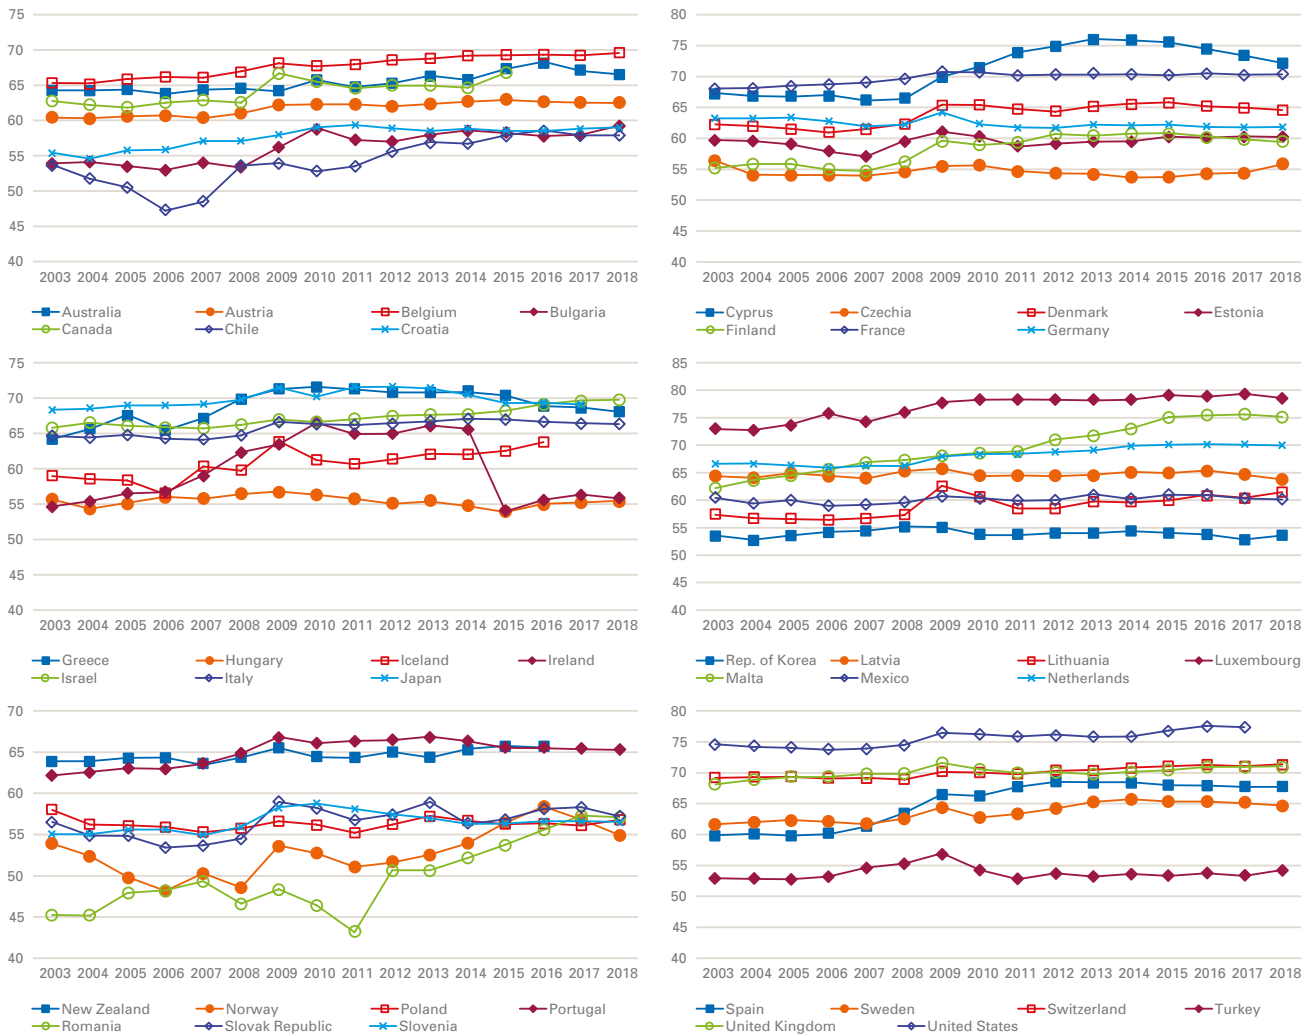 75
70
65
60
55
50
45
40
2003 2004 2005 2006 2007 2008 2009 2010 2011 2012 2013 2014 2015 2016 2017 2018
Australia Austria Belgium Bulgaria
Canada Chile Croatia
80
75
70
65
60
55
50
45
40
2003 2004 2005 2006 2007 2008 2009 2010 2011 2012 2013 2014 2015 2016 2017 2018
Cyprus Czechia Denmark Estonia
Finland France Germany
75
70
65
60
55
50
45
40
2003 2004 2005 2006 2007 2008 2009 2010 2011 2012 2013 2014 2015 2016 2017 2018
Greece Hungary Iceland Ireland
Israel Italy Japan
85
80
75
70
65
60
55
50
45
40
2003 2004 2005 2006 2007 2008 2009 2010 2011 2012 2013 2014 2015 2016 2017 2018
Rep. of Korea Latvia Lithuania Luxembourg
Malta Mexico Netherlands
70
65
60
55
50
45
40
2003 2004 2005 2006 2007 2008 2009 2010 2011 2012 2013 2014 2015 2016 2017 2018
New Zealand Norway Poland Portugal
Romania Slovak Republic Slovenia
80
75
70
65
60
55
50
45
40
2003 2004 2005 2006 2007 2008 2009 2010 2011 2012 2013 2014 2015 2016 2017 2018
Spain Sweden Switzerland Turkey
United Kingdom United States